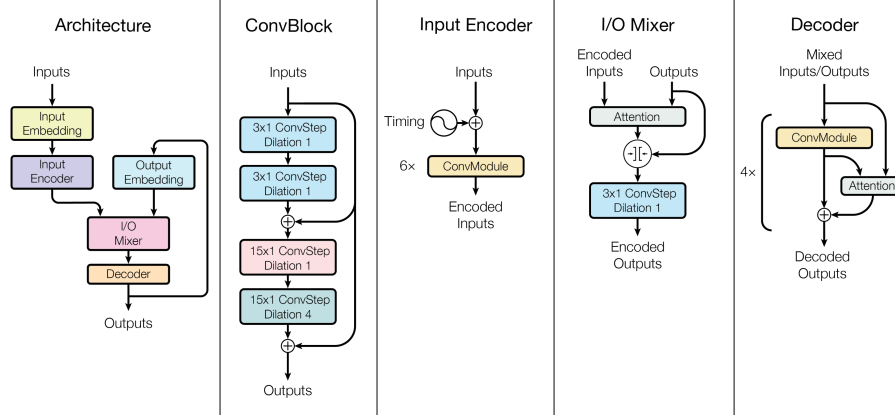 Architecture
Inputs
Input
Embedding
Input
Encoder
Output
Embedding
I/O
Mixer
Decoder
Outputs
ConvBlock
Inputs
3x1 ConvStep
Dilation 1
3x1 ConvStep
Dilation 1
15x1 ConvStep
Dilation 1
15x1 ConvStep
Dilation 4
Outputs
Input Encoder
Inputs
Timing
6×
ConvModule
Encoded
Inputs
I/O Mixer
Encoded
Inputs
Outputs
Attention
3x1 ConvStep
Dilation 1
Encoded
Outputs
Decoder
Mixed
Inputs/Outputs
ConvModule
4×
Attention
Decoded
Outputs